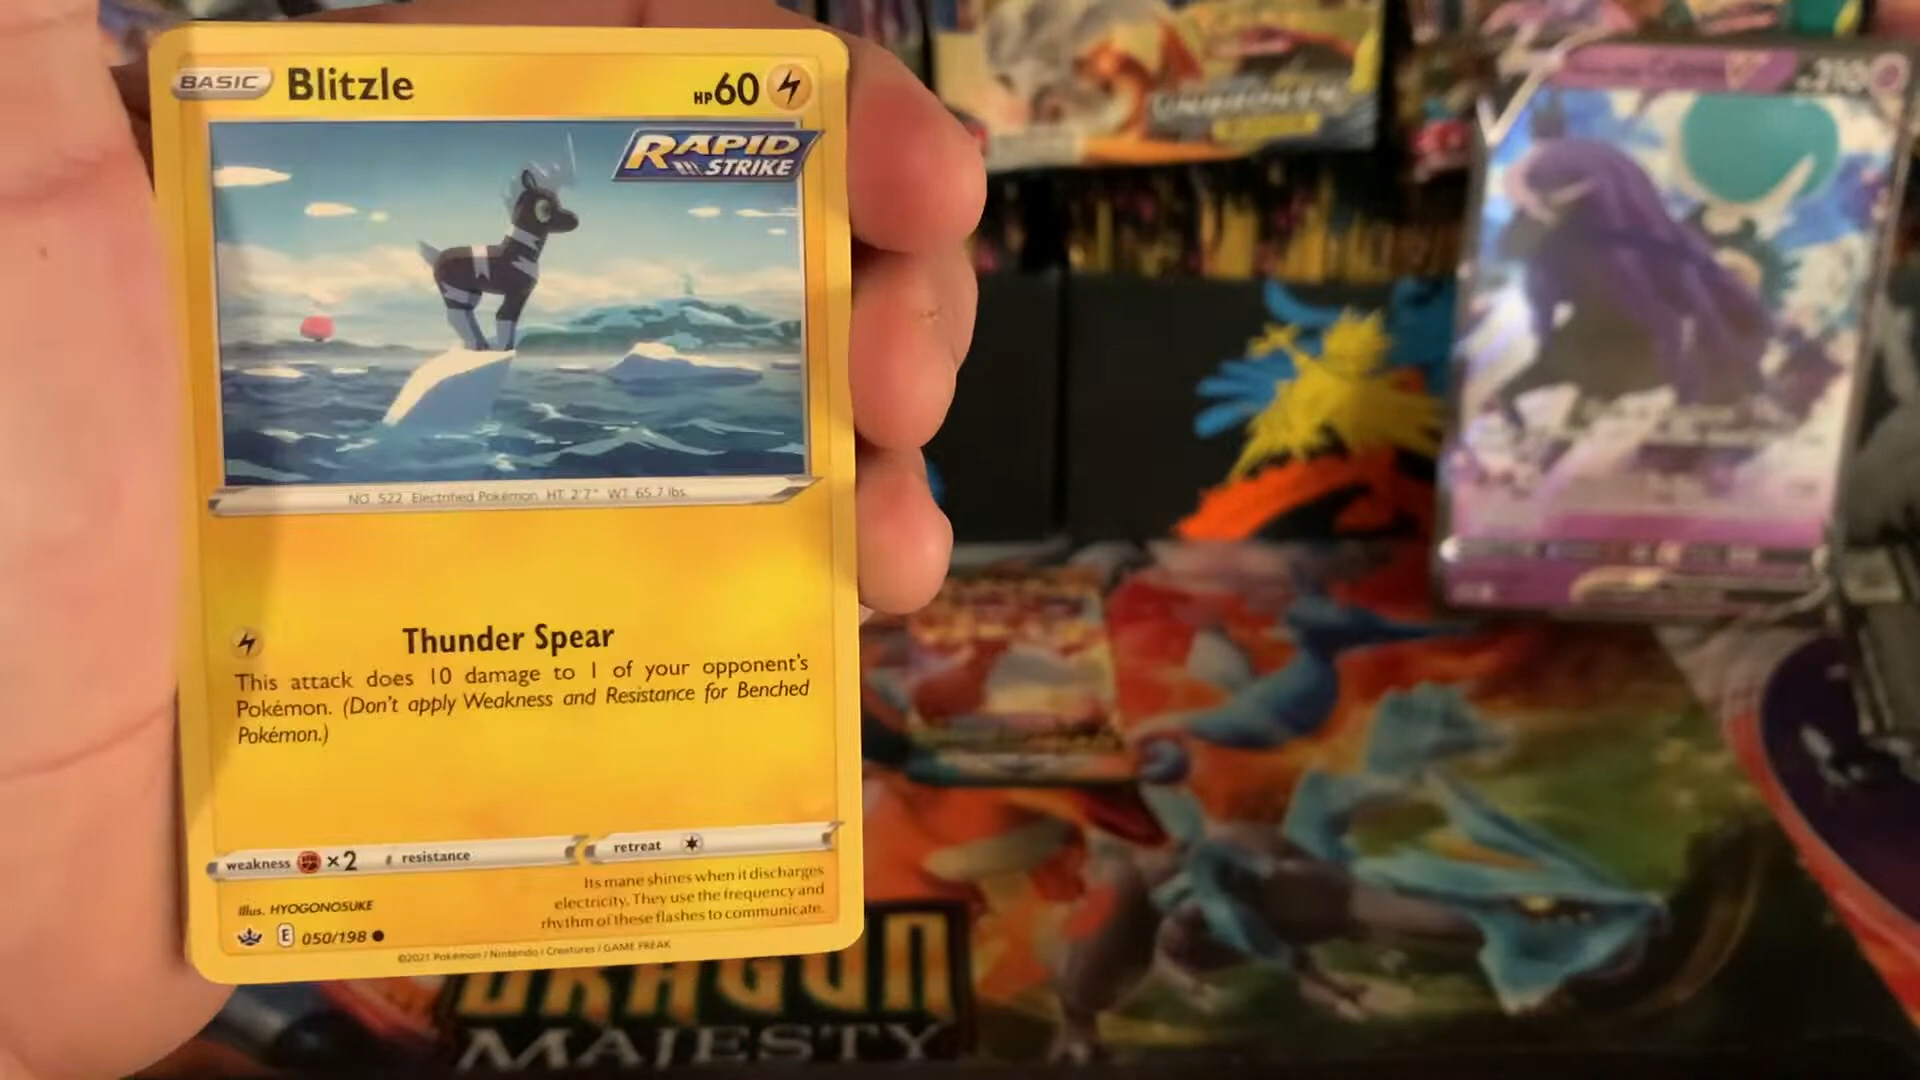 BASIC Blitzle HP60
RAPID
STRIKE
NO. 522 Electrified Pokémon HT 2'7" WT 65.7 lbs.
Thunder Spear
This attack does 10 damage to 1 of your opponent's
Pokémon. (Don't apply Weakness and Resistance for Benched
Pokémon.)
weakness ×2 resistance retreat
Its mane shines when it discharges
electricity. They use the frequency and
rhythm of these flashes to communicate.
Illus. HYOGONOSUKE
E 050/198
©2021 Pokémon / Nintendo / Creatures / GAME FREAK
210
DRAGON
MAJESTY